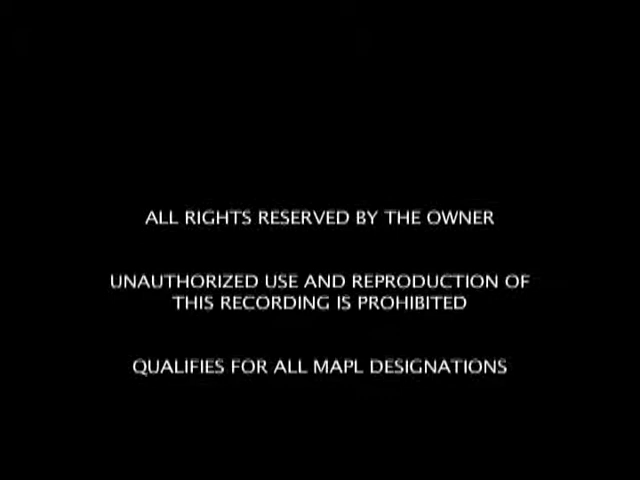 ALL RIGHTS RESERVED BY THE OWNER
UNAUTHORIZED USE AND REPRODUCTION OF
THIS RECORDING IS PROHIBITED
QUALIFIES FOR ALL MAPL DESIGNATIONS